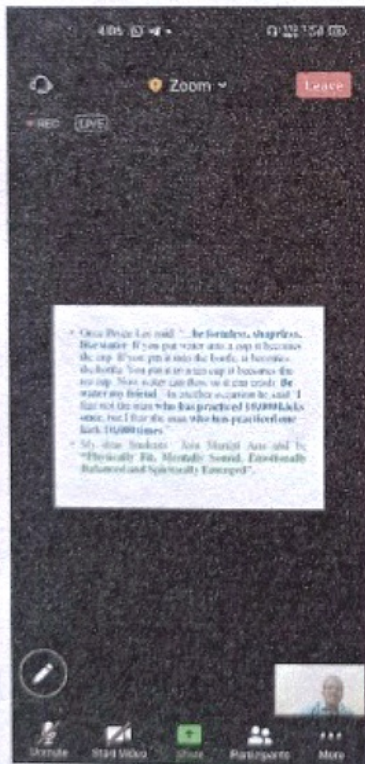 4:05
Zoom
Leave
REC LIVE
• Once Bruce Lee said "...be formless, shapeless,
like water. If you put water into a cup it becomes
the cup. If you put it into the bottle, it becomes
the bottle. You put it in a tea cup it becomes the
tea cup. Now water can flow or it can crash. Be
water my friend. In another occasion he said "I
fear not the man who has practiced 10,000 kicks
once, but I fear the man who has practiced one
kick 10,000 times."
• My dear Students Join Martial Arts and be
"Physically Fit, Mentally Sound, Emotionally
Balanced and Spiritually
Unmute Start Video Share Participants More